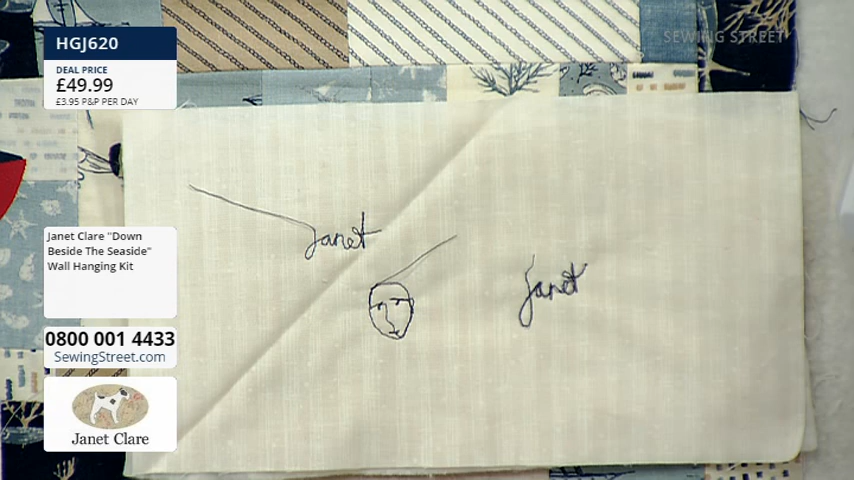 HGJ620
SEWING STREET
DEAL PRICE
£49.99
£3.95 P&P PER DAY
Janet
Janet
Janet Clare "Down
Beside The Seaside"
Wall Hanging Kit
0800 001 4433
SewingStreet.com
Janet Clare